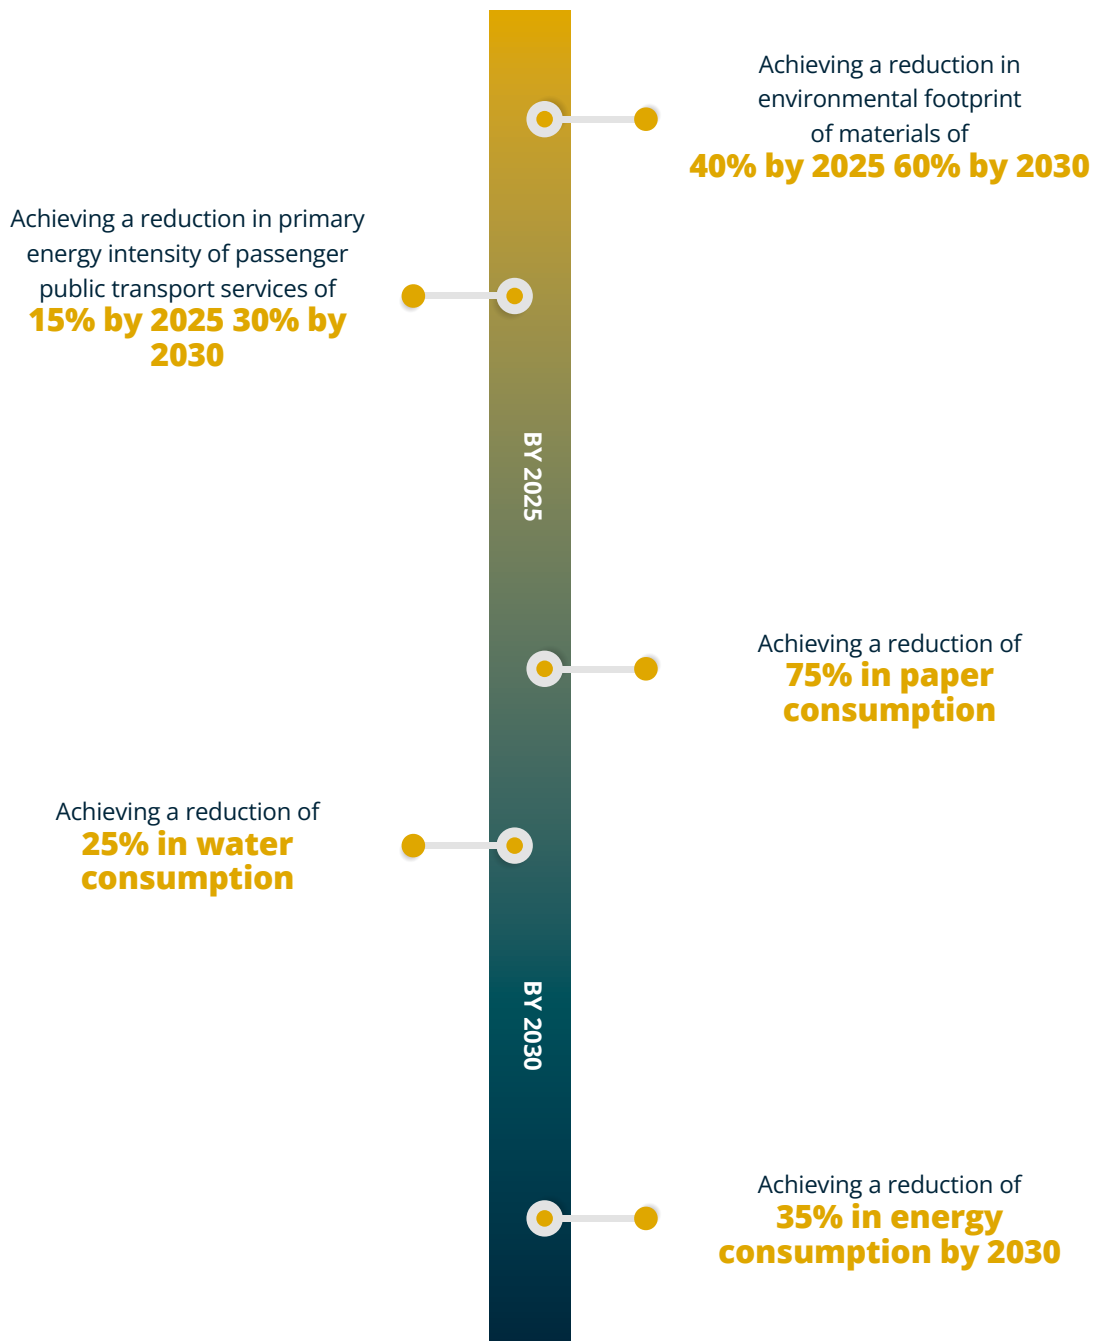 Achieving a reduction in
environmental footprint
of materials of
40% by 2025 60% by 2030
Achieving a reduction in primary
energy intensity of passenger
public transport services of
15% by 2025 30% by
2030
BY 2025
Achieving a reduction of
75% in paper
consumption
Achieving a reduction of
25% in water
consumption
BY 2030
Achieving a reduction of
35% in energy
consumption by 2030